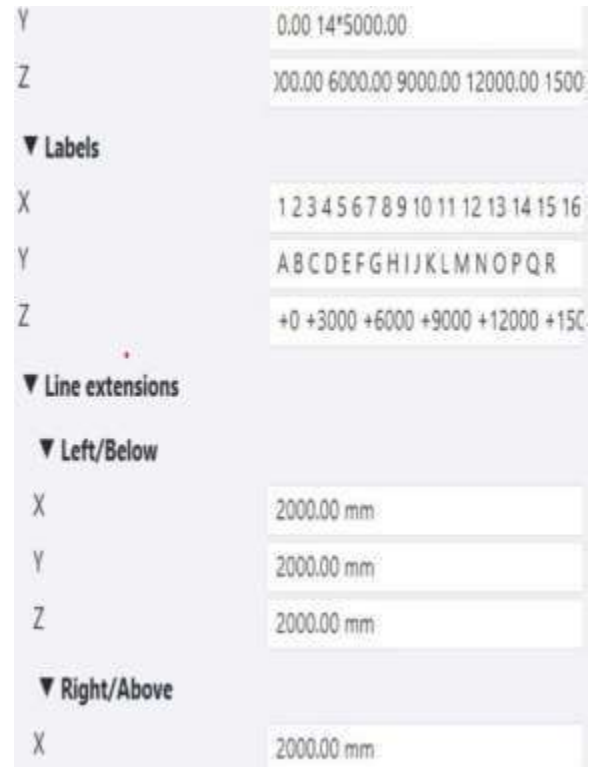 Y
0.00 14*5000.00
Z
000.00 6000.00 9000.00 12000.00 1500
▼ Labels
X
1 2 3 4 5 6 7 8 9 10 11 12 13 14 15 16
Y
A B C D E F G H I J K L M N O P Q R
Z
+0 +3000 +6000 +9000 +12000 +150
▼ Line extensions
▼ Left/Below
X
2000.00 mm
Y
2000.00 mm
Z
2000.00 mm
▼ Right/Above
X
2000.00 mm